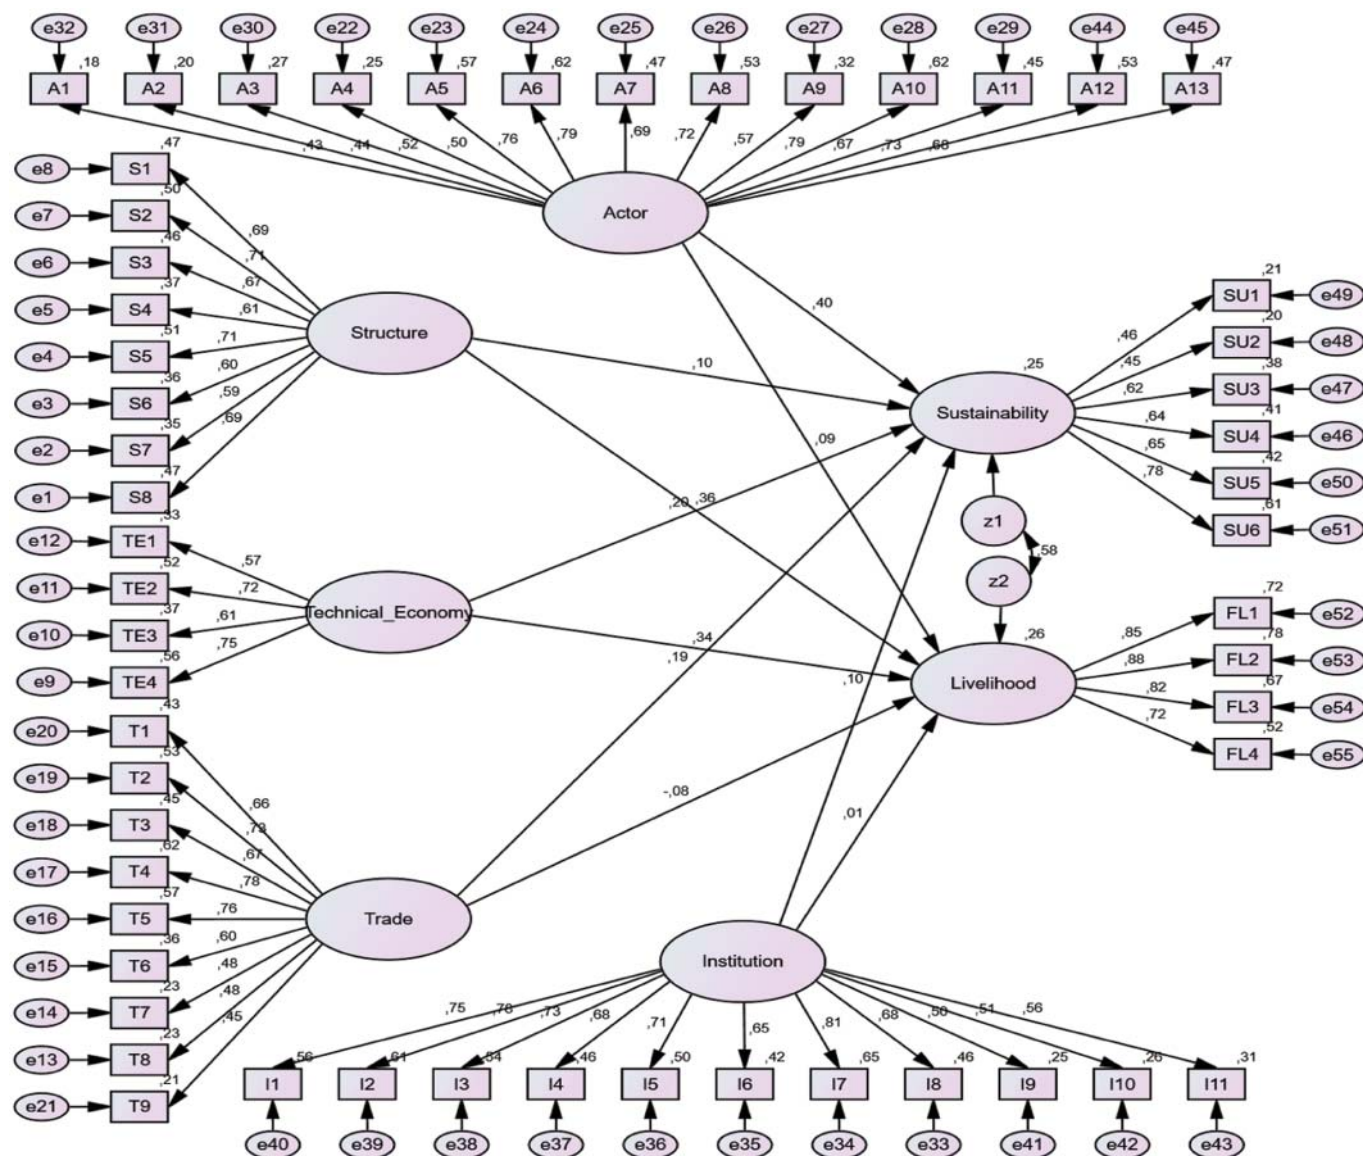 e32 e31 e30 e22 e23 e24 e25 e26 e27 e28 e29 e44 e45
,18 ,20 ,27 ,25 ,57 ,62 ,47 ,53 ,32 ,62 ,45 ,53 ,47
A1 A2 A3 A4 A5 A6 A7 A8 A9 A10 A11 A12 A13
,43 ,44 ,52 ,50 ,76 ,79 ,69 ,72 ,57 ,79 ,67 ,73 ,68
Actor
,47
e8 S1
,50
e7 S2
,46
e6 S3
,37
e5 S4
,51
e4 S5
,36
e3 S6
,35
e2 S7
,47
e1 S8
,69
,71
,67
,61
,71
,60
,59
,69
Structure
,33
e12 TE1
,52
e11 TE2
,37
e10 TE3
,56
e9 TE4
,57
,72
,61
,75
Technical_Economy
,43
e20 T1
,53
e19 T2
,45
e18 T3
,62
e17 T4
,57
e16 T5
,36
e15 T6
,23
e14 T7
,23
e13 T8
,21
e21 T9
,66
,73
,67
,78
,76
,60
,48
,48
,45
Trade
,40
,10
,09
,20 ,36
,34
,19
,10
-,08
,01
,25
Sustainability
z1
,58
z2
,26
Livelihood
,46
,45
,62
,64
,65
,78
,21
SU1 e49
,20
SU2 e48
,38
SU3 e47
,41
SU4 e46
,42
SU5 e50
,61
SU6 e51
,85
,88
,82
,72
,72
FL1 e52
,78
FL2 e53
,67
FL3 e54
,52
FL4 e55
Institution
,75 ,78 ,73 ,68 ,71 ,65 ,81 ,68 ,50 ,51 ,56
,56 ,61 ,54 ,46 ,50 ,42 ,65 ,46 ,25 ,26 ,31
I1 I2 I3 I4 I5 I6 I7 I8 I9 I10 I11
e40 e39 e38 e37 e36 e35 e34 e33 e41 e42 e43